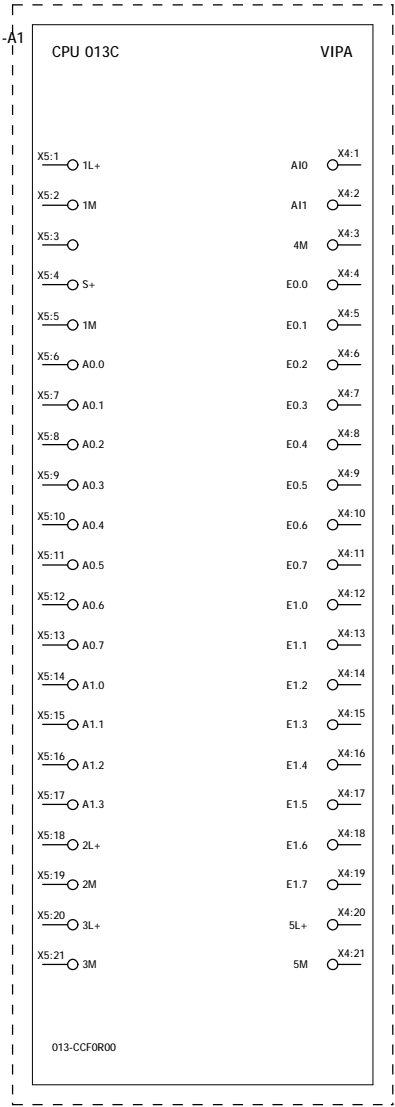 -A1
CPU 013C VIPA
X5:1 1L+ AI0 X4:1
X5:2 1M AI1 X4:2
X5:3 4M X4:3
X5:4 S+ E0.0 X4:4
X5:5 1M E0.1 X4:5
X5:6 A0.0 E0.2 X4:6
X5:7 A0.1 E0.3 X4:7
X5:8 A0.2 E0.4 X4:8
X5:9 A0.3 E0.5 X4:9
X5:10 A0.4 E0.6 X4:10
X5:11 A0.5 E0.7 X4:11
X5:12 A0.6 E1.0 X4:12
X5:13 A0.7 E1.1 X4:13
X5:14 A1.0 E1.2 X4:14
X5:15 A1.1 E1.3 X4:15
X5:16 A1.2 E1.4 X4:16
X5:17 A1.3 E1.5 X4:17
X5:18 2L+ E1.6 X4:18
X5:19 2M E1.7 X4:19
X5:20 3L+ 5L+ X4:20
X5:21 3M 5M X4:21
013-CCF0R00